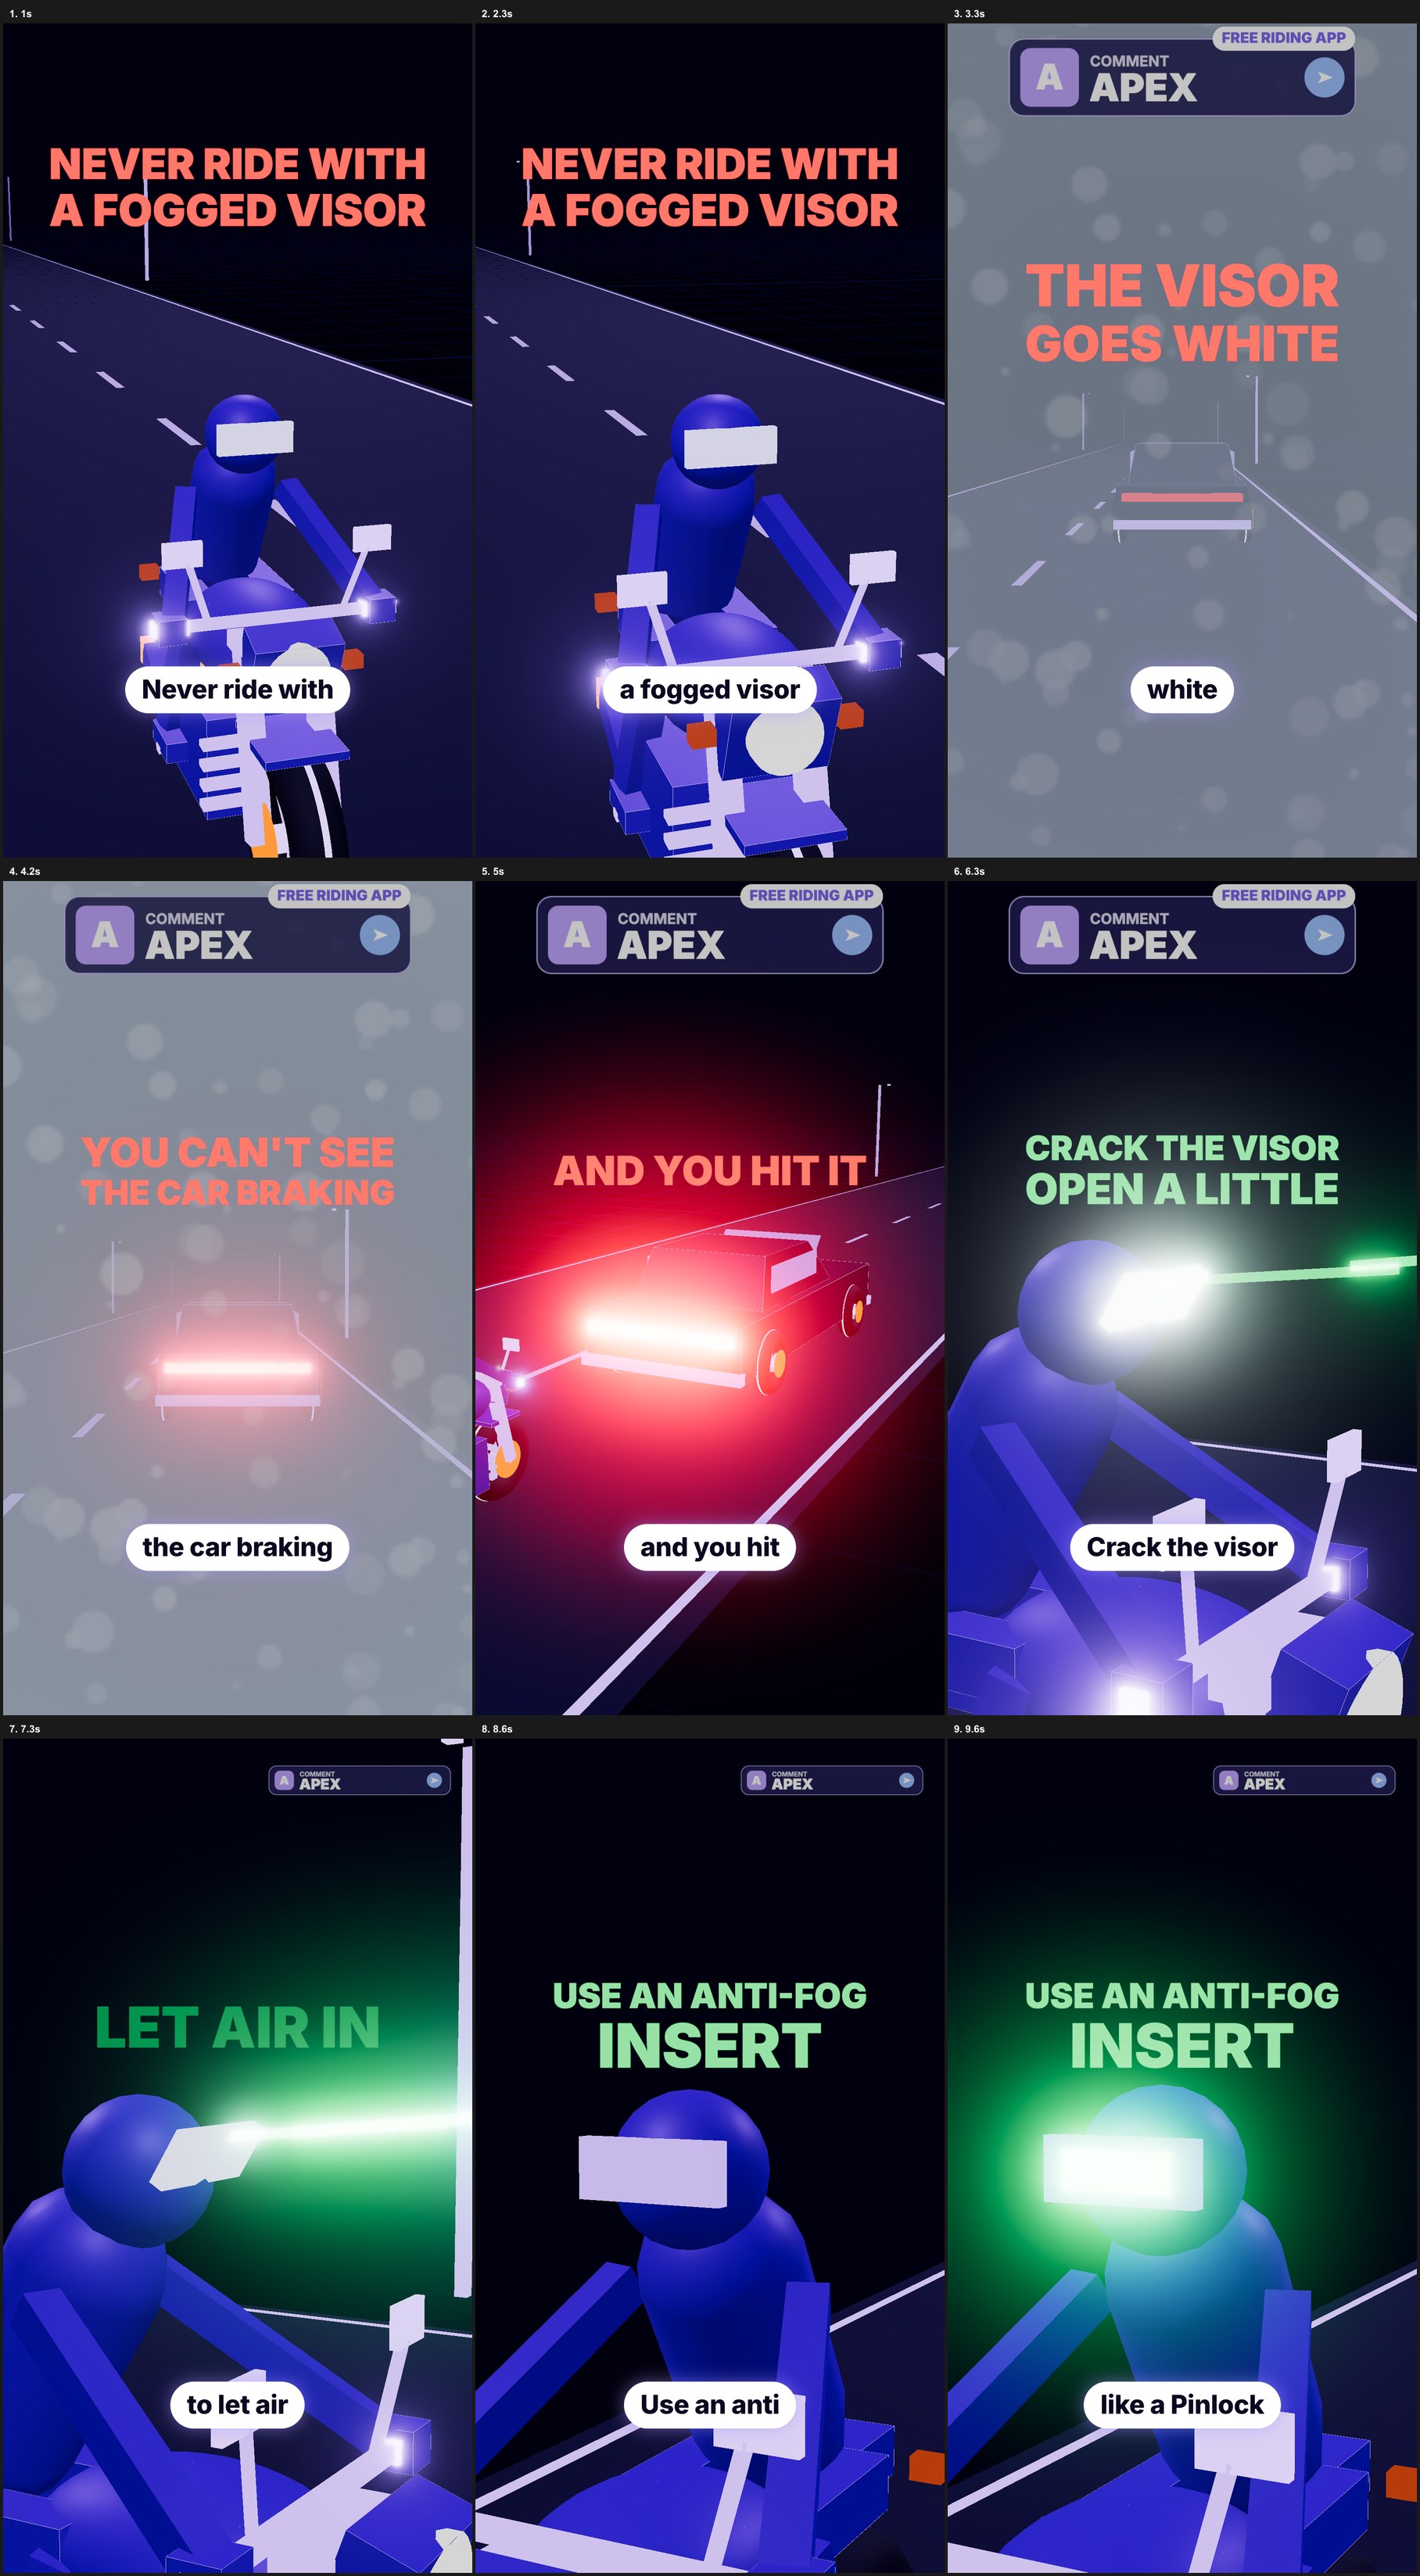 1. 1s
NEVER RIDE WITH
A FOGGED VISOR
Never ride with
2. 2.3s
NEVER RIDE WITH
A FOGGED VISOR
a fogged visor
3. 3.3s
FREE RIDING APP
A
COMMENT
APEX
THE VISOR
GOES WHITE
white
4. 4.2s
FREE RIDING APP
A
COMMENT
APEX
YOU CAN'T SEE
THE CAR BRAKING
the car braking
5. 5s
FREE RIDING APP
A
COMMENT
APEX
AND YOU HIT IT
and you hit
6. 6.3s
FREE RIDING APP
A
COMMENT
APEX
CRACK THE VISOR
OPEN A LITTLE
Crack the visor
7. 7.3s
A
COMMENT
APEX
LET AIR IN
to let air
8. 8.6s
A
COMMENT
APEX
USE AN ANTI-FOG
INSERT
Use an anti
9. 9.6s
A
COMMENT
APEX
USE AN ANTI-FOG
INSERT
like a Pinlock